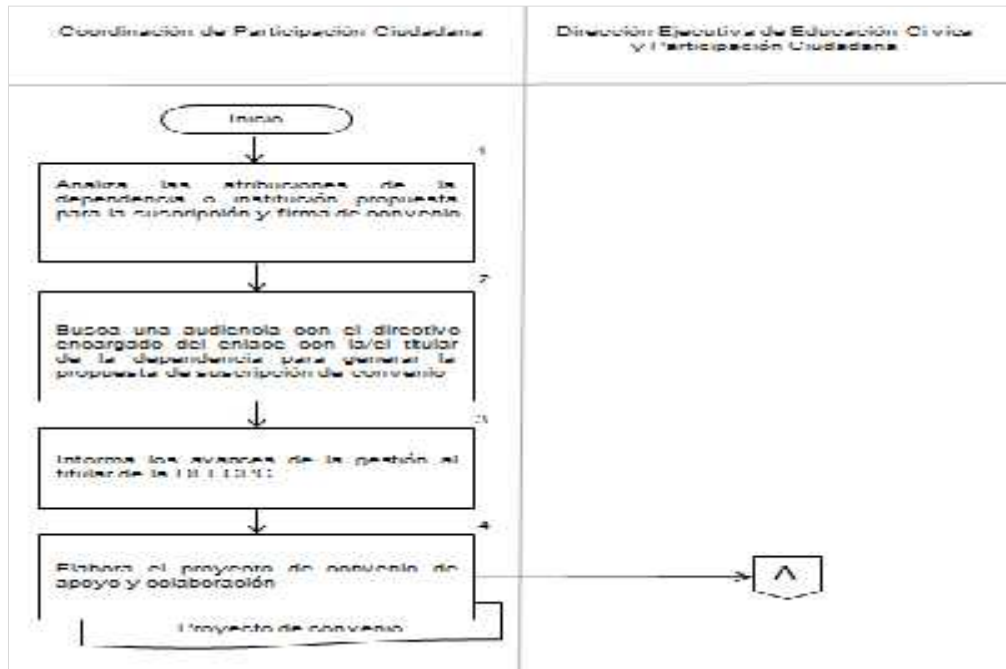 Coordinación de Participación Ciudadana
Dirección Ejecutiva de Educación Cívica
y Participación Ciudadana
Inicio
1
Analiza las atribuciones de la
dependencia o institución propuesta
para la suscripción y firma de convenio
2
Busca una audiencia con el directivo
encargado del enlace con la/el titular
de la dependencia para generar la
propuesta de suscripción de convenio
3
Informa los avances de la gestión al
titular de la
4
Elabora el proyecto de convenio de
apoyo y colaboración
A
Proyecto de convenio